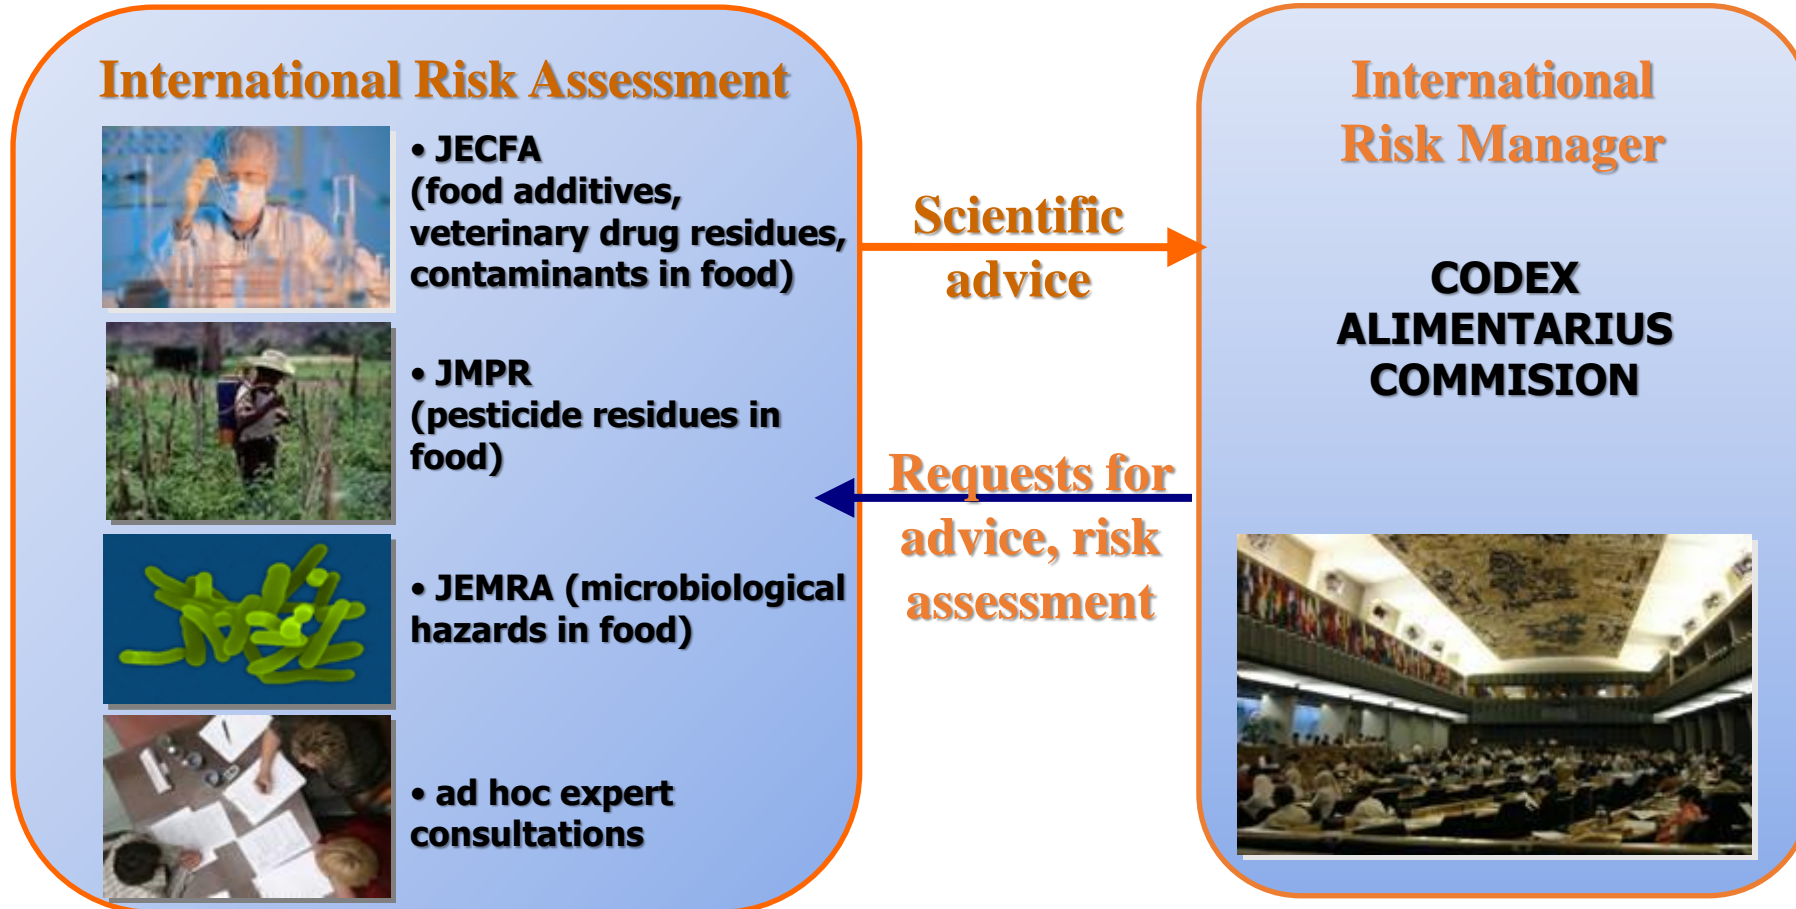 International Risk Assessment
• JECFA
(food additives,
veterinary drug residues,
contaminants in food)
• JMPR
(pesticide residues in
food)
• JEMRA (microbiological
hazards in food)
• ad hoc expert
consultations
Scientific
advice
Requests for
advice, risk
assessment
International
Risk Manager
CODEX
ALIMENTARIUS
COMMISION